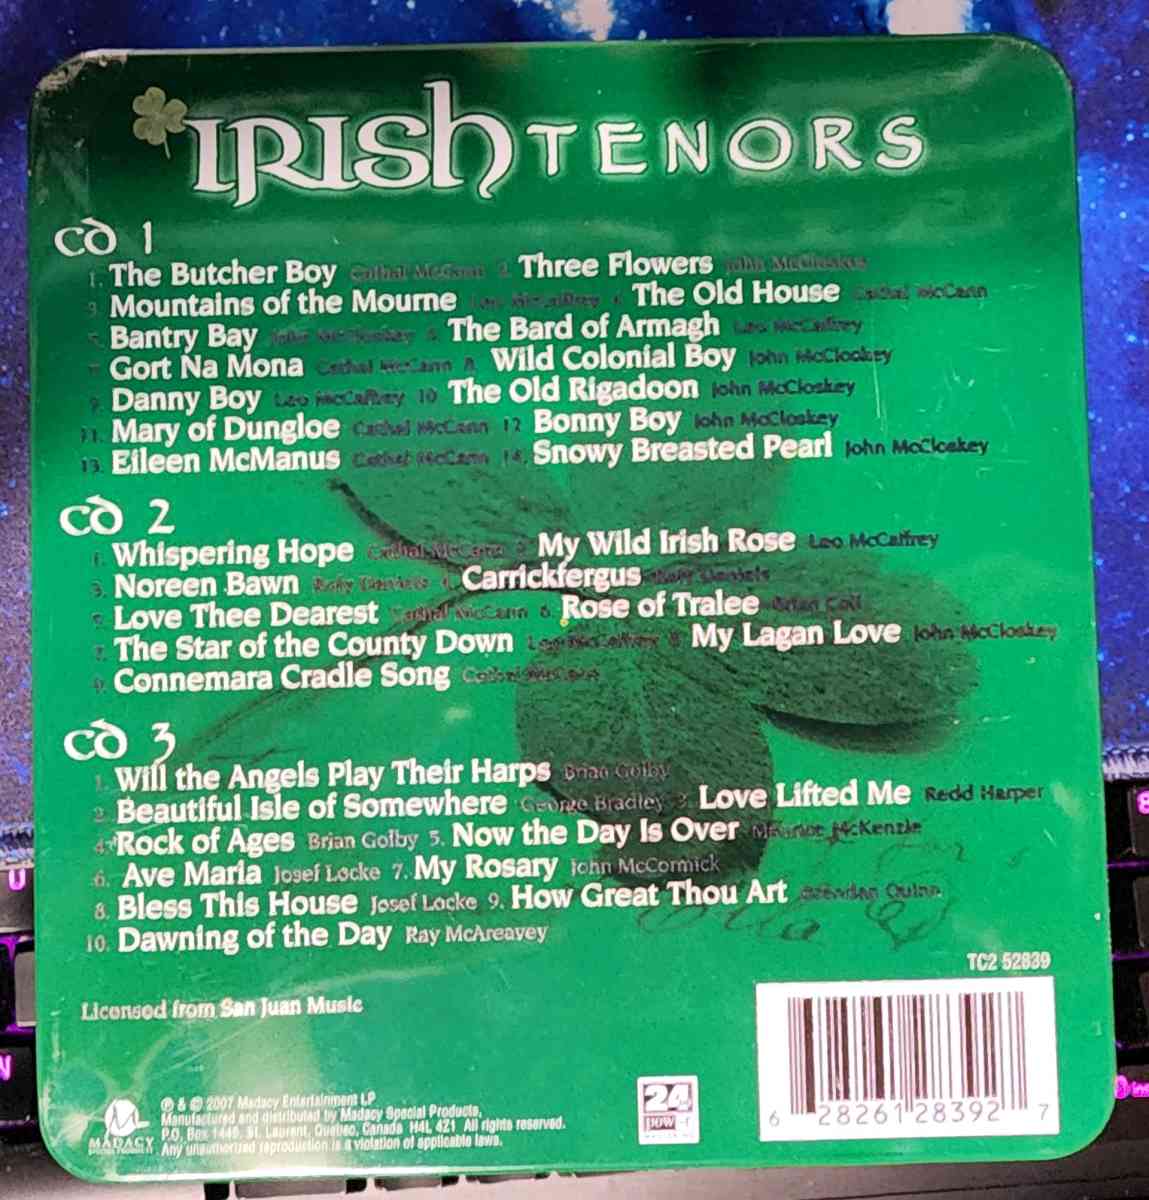 IRISH TENORS
CD 1
1. The Butcher Boy Cathal McCann 2. Three Flowers John McCloskey
3. Mountains of the Mourne Leo McCaffrey 4. The Old House Cathal McCann
5. Bantry Bay John McCloskey 6. The Bard of Armagh Leo McCaffrey
7. Gort Na Mona Cathal McCann 8. Wild Colonial Boy John McCloskey
9. Danny Boy Leo McCaffrey 10 The Old Rigadoon John McCloskey
11. Mary of Dungloe Cathal McCann 12 Bonny Boy John McCloskey
13. Eileen McManus Cathal McCann 14. Snowy Breasted Pearl John McCloskey
CD 2
1. Whispering Hope Cathal McCann 2. My Wild Irish Rose Leo McCaffrey
3. Noreen Bawn Roly Daniels 4. Carrickfergus Roly Daniels
5. Love Thee Dearest Cathal McCann 6. Rose of Tralee Brian Coll
7. The Star of the County Down Leo McCaffrey 8. My Lagan Love John McCloskey
9. Connemara Cradle Song Cathal McCann
CD 3
1. Will the Angels Play Their Harps Brian Golby
2. Beautiful Isle of Somewhere George Bradley 3. Love Lifted Me Redd Harper
4. Rock of Ages Brian Golby 5. Now the Day Is Over McKenzie
6. Ave Maria Josef Locke 7. My Rosary John McCormick
8. Bless This House Josef Locke 9. How Great Thou Art Brendan Quinn
10. Dawning of the Day Ray McAreavey
TC2 52839
Licensed from San Juan Music
℗ & © 2007 Madacy Entertainment LP
Manufactured and distributed by Madacy Special Products,
P.O. Box 1445, St. Laurent, Quebec, Canada H4L 4Z1 All rights reserved.
Any unauthorized reproduction is a violation of applicable laws.
MADACY
24
6 28261 28392 7